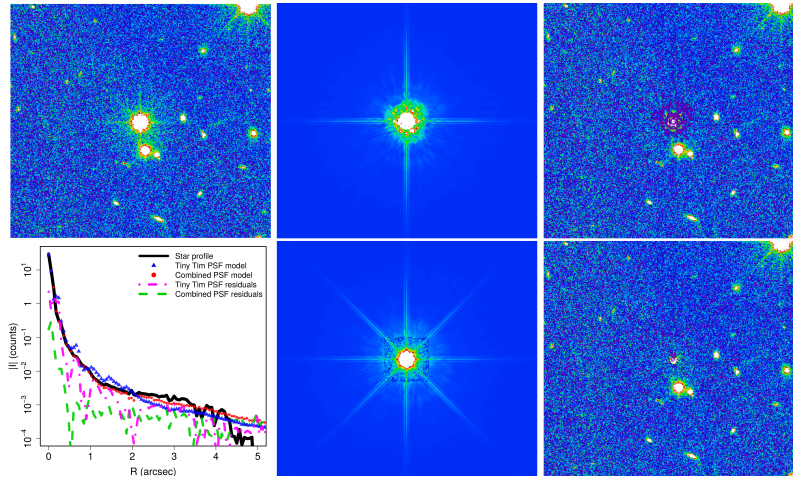 Star profile
Tiny Tim PSF model
Combined PSF model
Tiny Tim PSF residuals
Combined PSF residuals
|I| (counts)
10¹
1
10⁻¹
10⁻²
10⁻³
10⁻⁴
0 1 2 3 4 5
R (arcsec)